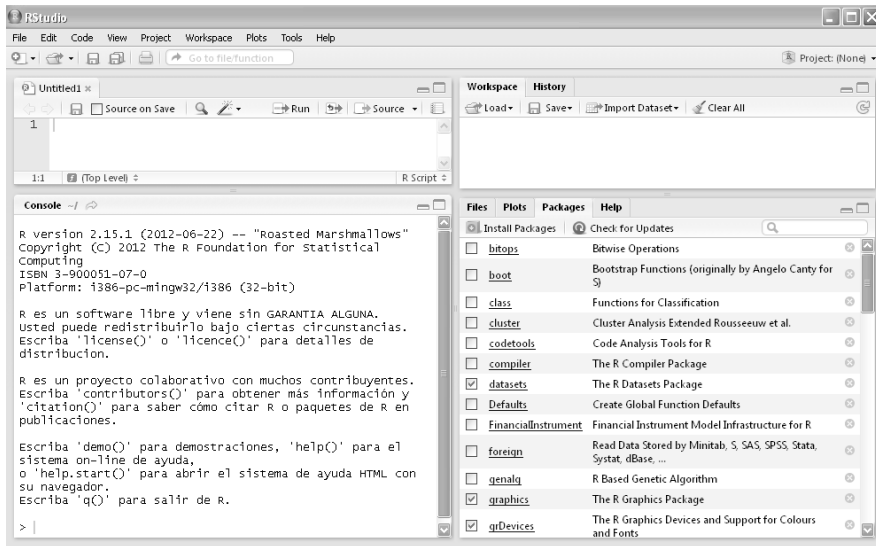 RStudio
File Edit Code View Project Workspace Plots Tools Help
Go to file/function
Project: (None)
Untitled1
Source on Save
Run
Source
1
1:1
(Top Level)
R Script
Console ~/
R version 2.15.1 (2012-06-22) -- "Roasted Marshmallows"
Copyright (C) 2012 The R Foundation for Statistical
Computing
ISBN 3-900051-07-0
Platform: i386-pc-mingw32/i386 (32-bit)
R es un software libre y viene sin GARANTIA ALGUNA.
Usted puede redistribuirlo bajo ciertas circunstancias.
Escriba 'license()' o 'licence()' para detalles de
distribucion.
R es un proyecto colaborativo con muchos contribuyentes.
Escriba 'contributors()' para obtener más información y
'citation()' para saber cómo citar R o paquetes de R en
publicaciones.
Escriba 'demo()' para demostraciones, 'help()' para el
sistema on-line de ayuda,
o 'help.start()' para abrir el sistema de ayuda HTML con
su navegador.
Escriba 'q()' para salir de R.
>
Workspace History
Load Save Import Dataset Clear All
Files Plots Packages Help
Install Packages Check for Updates
bitops Bitwise Operations
boot Bootstrap Functions (originally by Angelo Canty for
S)
class Functions for Classification
cluster Cluster Analysis Extended Rousseeuw et al.
codetools Code Analysis Tools for R
compiler The R Compiler Package
datasets The R Datasets Package
Defaults Create Global Function Defaults
FinancialInstrument Financial Instrument Model Infrastructure for R
foreign Read Data Stored by Minitab, S, SAS, SPSS, Stata,
Systat, dBase, ...
genalg R Based Genetic Algorithm
graphics The R Graphics Package
grDevices The R Graphics Devices and Support for Colours
and Fonts